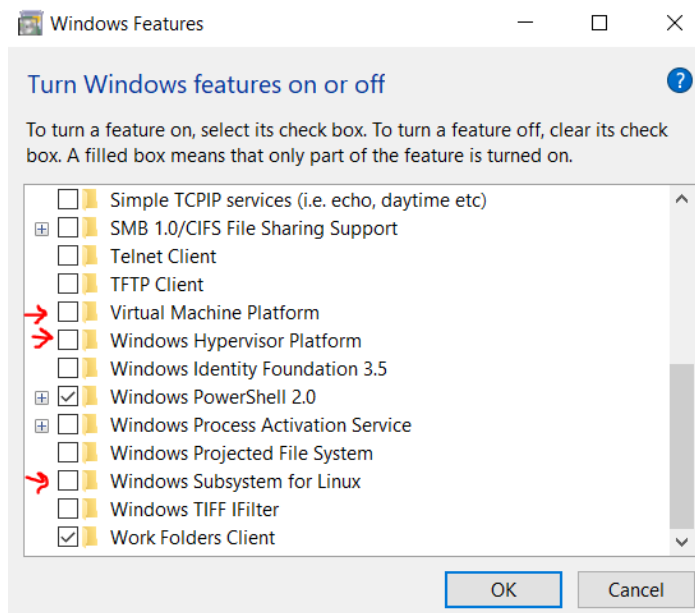 Windows Features
Turn Windows features on or off
?
To turn a feature on, select its check box. To turn a feature off, clear its check
box. A filled box means that only part of the feature is turned on.
Simple TCPIP services (i.e. echo, daytime etc)
SMB 1.0/CIFS File Sharing Support
Telnet Client
TFTP Client
Virtual Machine Platform
Windows Hypervisor Platform
Windows Identity Foundation 3.5
Windows PowerShell 2.0
Windows Process Activation Service
Windows Projected File System
Windows Subsystem for Linux
Windows TIFF IFilter
Work Folders Client
OK
Cancel